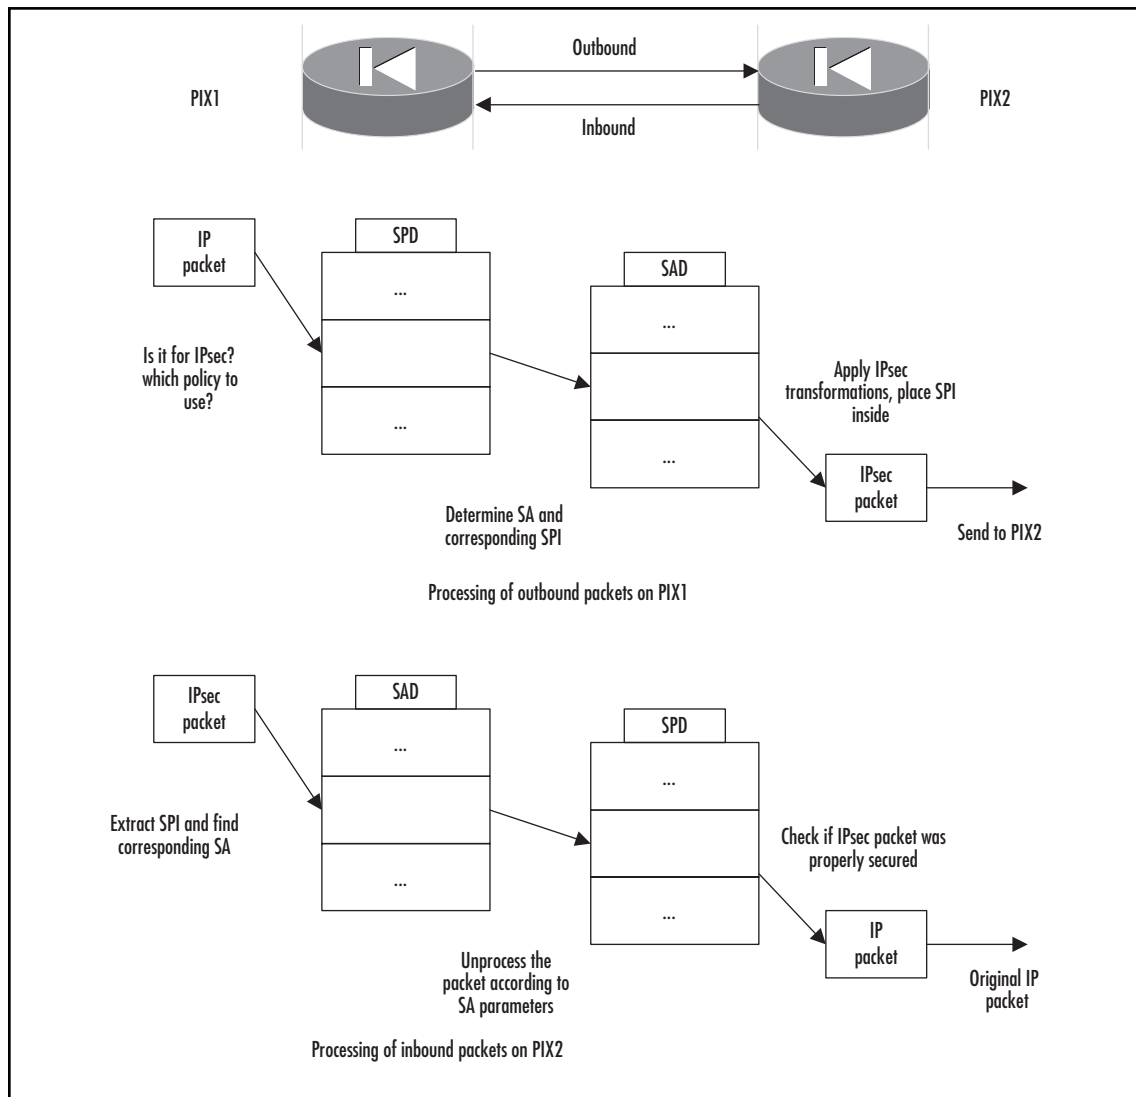 Outbound
PIX1
PIX2
Inbound
IP
packet
SPD
...
...
SAD
...
...
Is it for IPsec?
which policy to
use?
Apply IPsec
transformations, place SPI
inside
IPsec
packet
Determine SA and
corresponding SPI
Send to PIX2
Processing of outbound packets on PIX1
IPsec
packet
SAD
...
...
SPD
...
...
Extract SPI and find
corresponding SA
Check if IPsec packet was
properly secured
IP
packet
Unprocess the
packet according to
SA parameters
Original IP
packet
Processing of inbound packets on PIX2